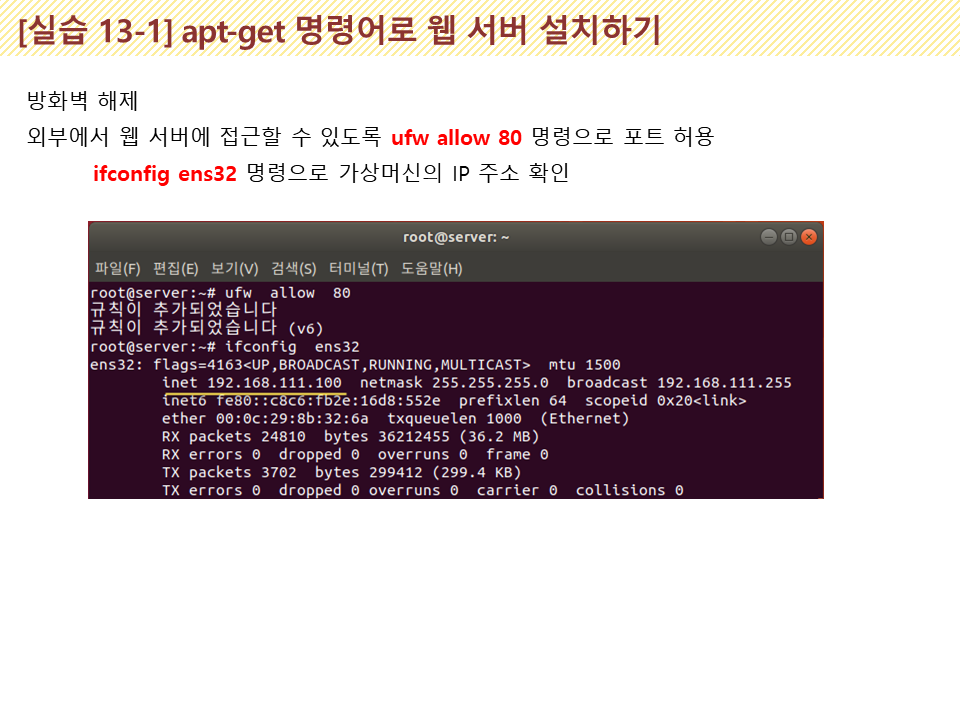 [실습 13-1] apt-get 명령어로 웹 서버 설치하기
방화벽 해제
외부에서 웹 서버에 접근할 수 있도록 ufw allow 80 명령으로 포트 허용
ifconfig ens32 명령으로 가상머신의 IP 주소 확인
root@server: ~
파일(F) 편집(E) 보기(V) 검색(S) 터미널(T) 도움말(H)
root@server:~# ufw  allow  80
규칙이 추가되었습니다
규칙이 추가되었습니다 (v6)
root@server:~# ifconfig  ens32
ens32: flags=4163<UP,BROADCAST,RUNNING,MULTICAST>  mtu 1500
        inet 192.168.111.100  netmask 255.255.255.0  broadcast 192.168.111.255
        inet6 fe80::c8c6:fb2e:16d8:552e  prefixlen 64  scopeid 0x20<link>
        ether 00:0c:29:8b:32:6a  txqueuelen 1000  (Ethernet)
        RX packets 24810  bytes 36212455 (36.2 MB)
        RX errors 0  dropped 0  overruns 0  frame 0
        TX packets 3702  bytes 299412 (299.4 KB)
        TX errors 0  dropped 0 overruns 0  carrier 0  collisions 0